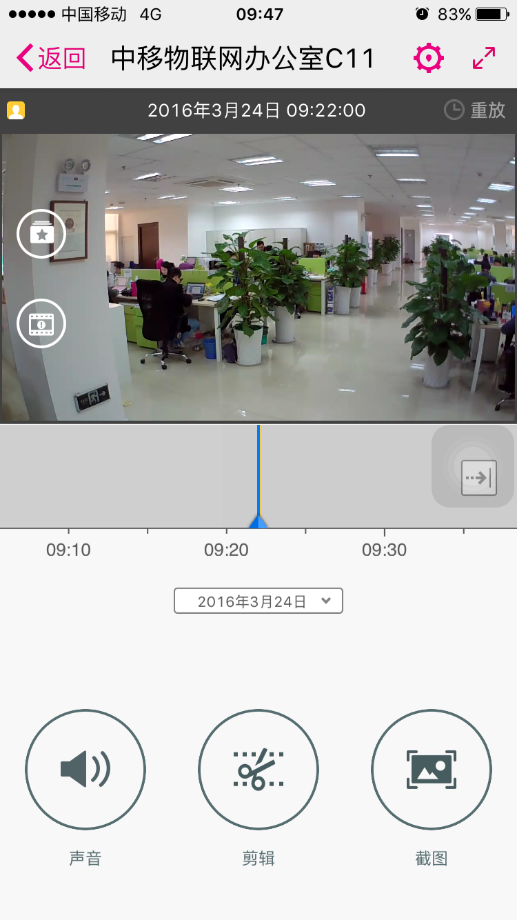 中国移动 4G 09:47 83%
返回 中移物联网办公室C11
2016年3月24日 09:22:00 重放
09:10 09:20 09:30
2016年3月24日
声音 剪辑 截图